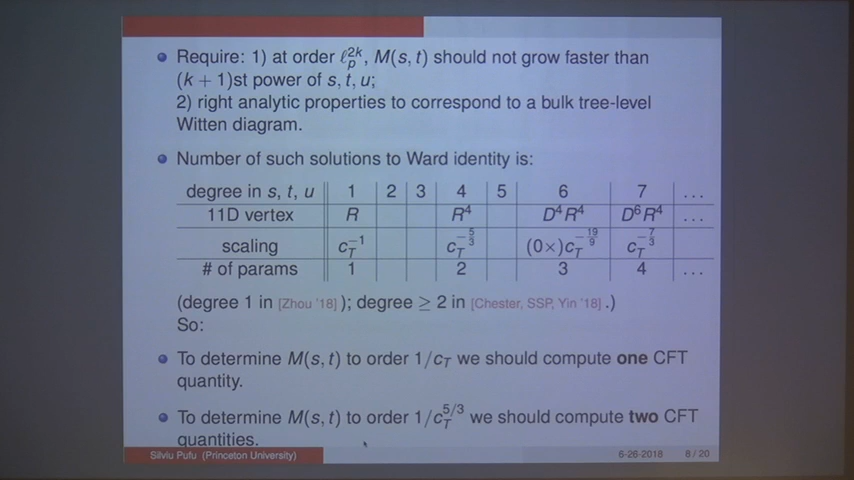 • Require: 1) at order ℓ_p^{2k}, M(s, t) should not grow faster than
(k + 1)st power of s, t, u;
2) right analytic properties to correspond to a bulk tree-level
Witten diagram.
• Number of such solutions to Ward identity is:
degree in s, t, u 1 2 3 4 5 6 7 ...
11D vertex R R^4 D^4R^4 D^6R^4 ...
scaling c_T^{-1} c_T^{-5/3} (0×)c_T^{-19/9} c_T^{-7/3}
# of params 1 2 3 4 ...
(degree 1 in [Zhou '18]); degree ≥ 2 in [Chester, SSP, Yin '18].)
So:
• To determine M(s, t) to order 1/c_T we should compute one CFT
quantity.
• To determine M(s, t) to order 1/c_T^{5/3} we should compute two CFT
quantities.
Silviu Pufu (Princeton University) 6-26-2018 8 / 20